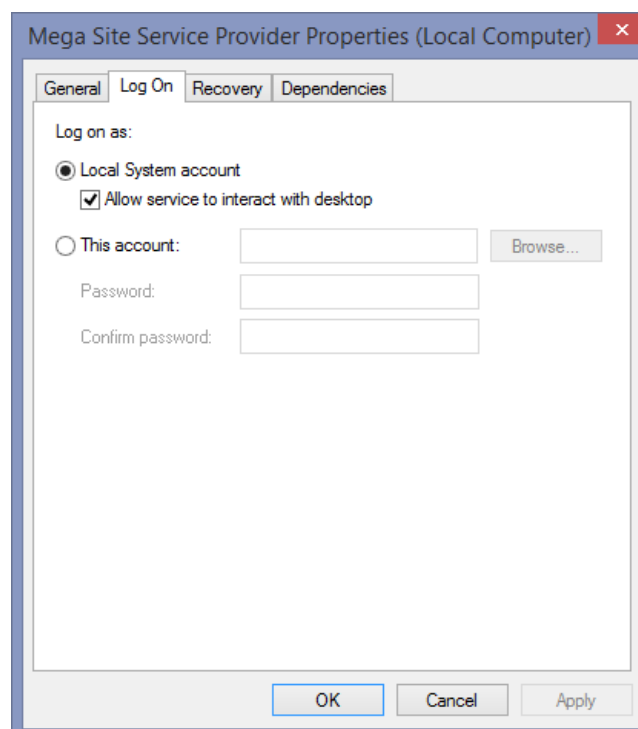 Mega Site Service Provider Properties (Local Computer)
General Log On Recovery Dependencies
Log on as:
Local System account
Allow service to interact with desktop
This account: Browse...
Password:
Confirm password:
OK Cancel Apply